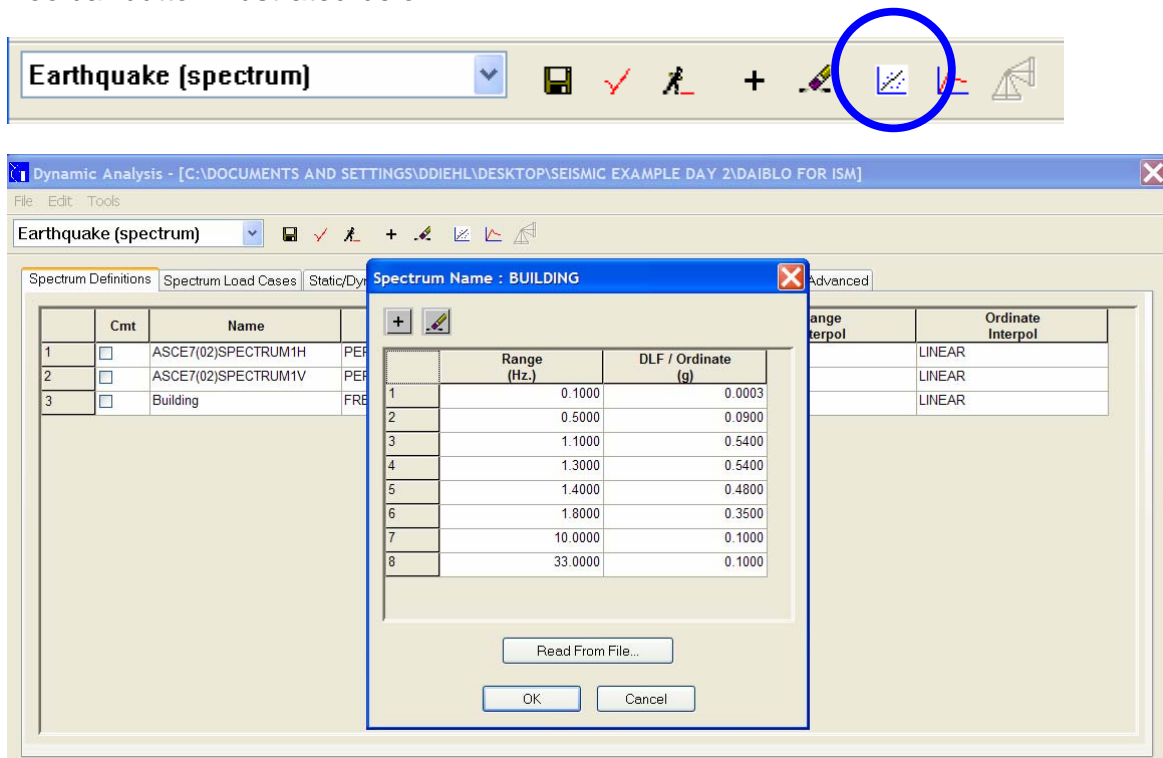 Earthquake (spectrum)
Dynamic Analysis - [C:\DOCUMENTS AND SETTINGS\DDIEHL\DESKTOP\SEISMIC EXAMPLE DAY 2\DAIBLO FOR ISM]
File Edit Tools
Earthquake (spectrum)
Spectrum Definitions Spectrum Load Cases Static/Dyn Advanced
Cmt Name Ordinate Interpol
1 ASCE7(02)SPECTRUM1H LINEAR
2 ASCE7(02)SPECTRUM1V LINEAR
3 Building FRE LINEAR
Spectrum Name : BUILDING
Range (Hz.) DLF / Ordinate (g)
1 0.1000 0.0003
2 0.5000 0.0900
3 1.1000 0.5400
4 1.3000 0.5400
5 1.4000 0.4800
6 1.8000 0.3500
7 10.0000 0.1000
8 33.0000 0.1000
Read From File...
OK Cancel